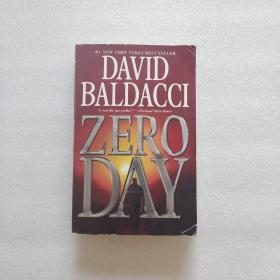 #1 NEW YORK TIMES BESTSELLER
DAVID
BALDACCI
ZERO
DAY